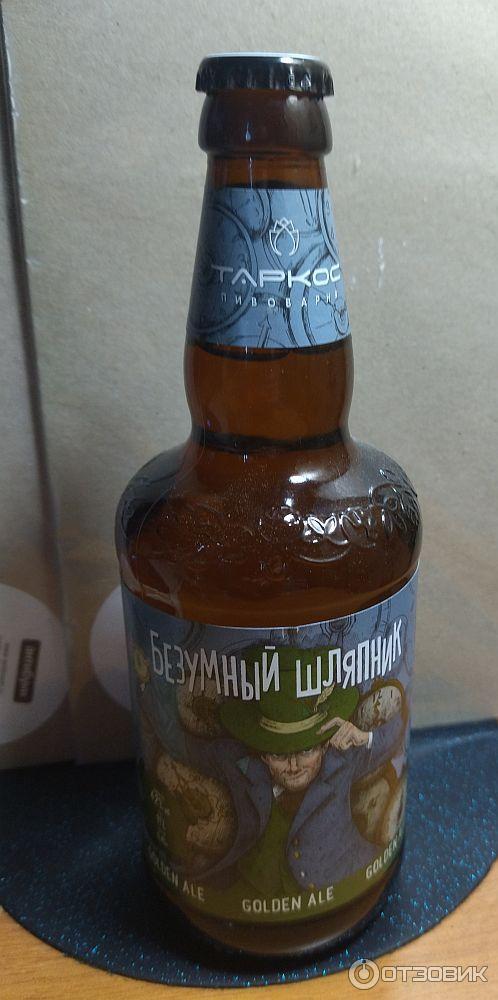 ТАРКОС
ПИВОВАРНЯ
БЕЗУМНЫЙ ШЛЯПНИК
GOLDEN ALE
GOLDEN ALE
GOLDEN
ОТЗОВИК